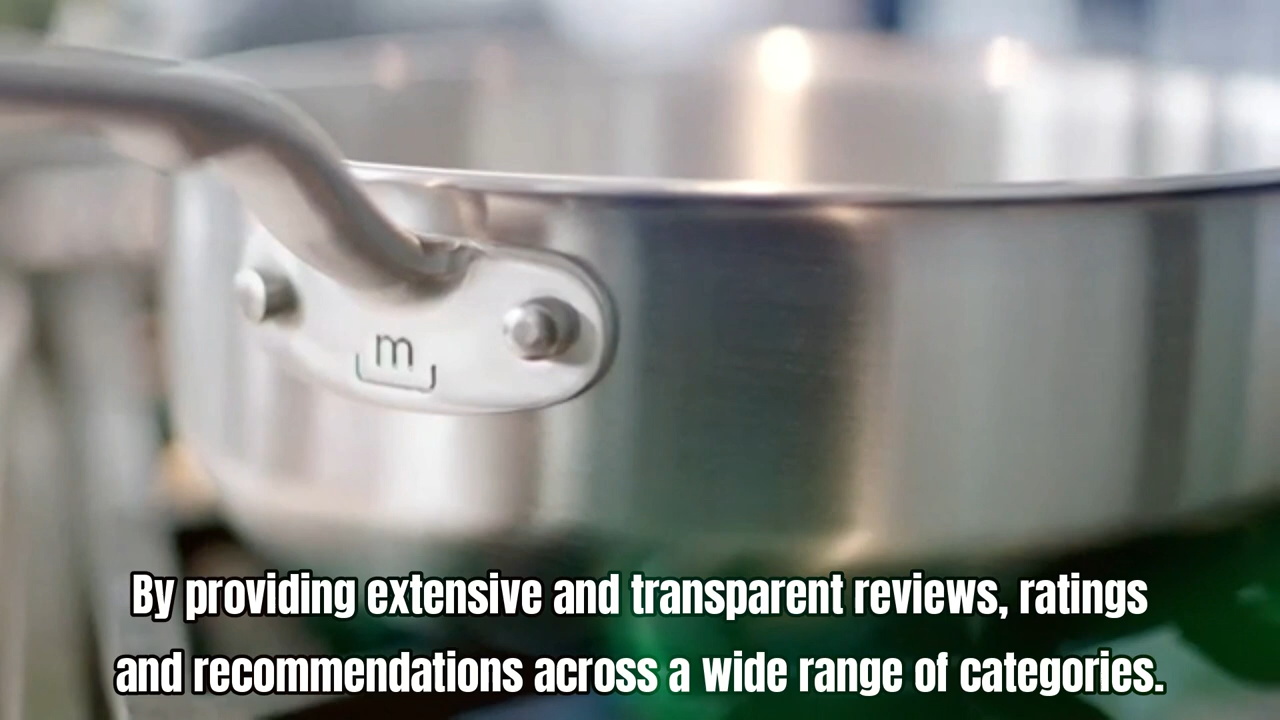 m
By providing extensive and transparent reviews, ratings
and recommendations across a wide range of categories.